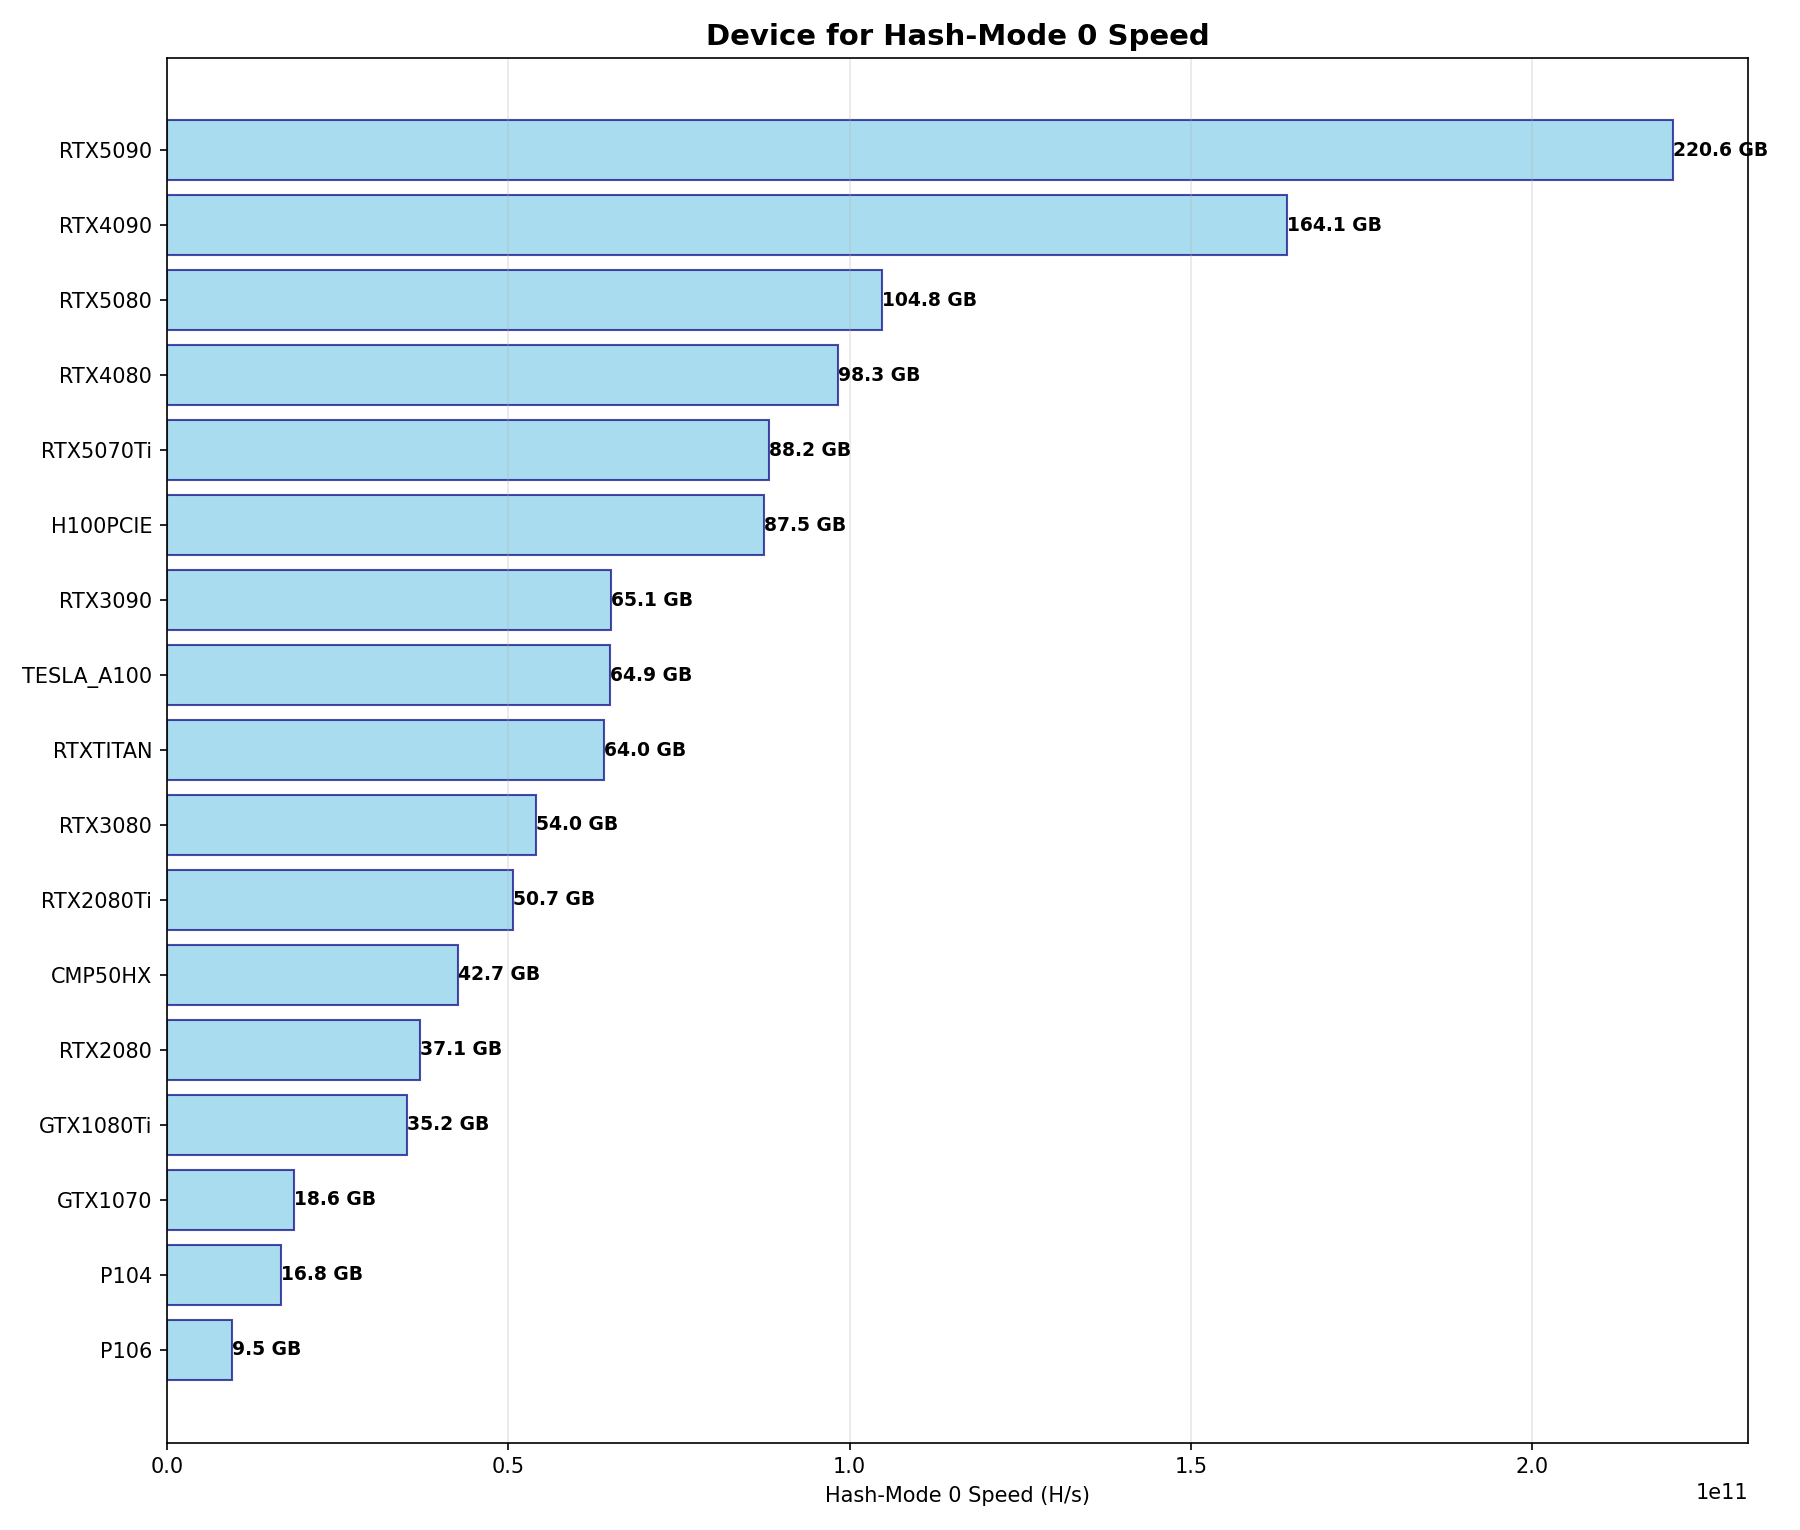 Device for Hash-Mode 0 Speed
RTX5090 220.6 GB
RTX4090 164.1 GB
RTX5080 104.8 GB
RTX4080 98.3 GB
RTX5070Ti 88.2 GB
H100PCIE 87.5 GB
RTX3090 65.1 GB
TESLA_A100 64.9 GB
RTXTITAN 64.0 GB
RTX3080 54.0 GB
RTX2080Ti 50.7 GB
CMP50HX 42.7 GB
RTX2080 37.1 GB
GTX1080Ti 35.2 GB
GTX1070 18.6 GB
P104 16.8 GB
P106 9.5 GB
0.0 0.5 1.0 1.5 2.0
1e11
Hash-Mode 0 Speed (H/s)